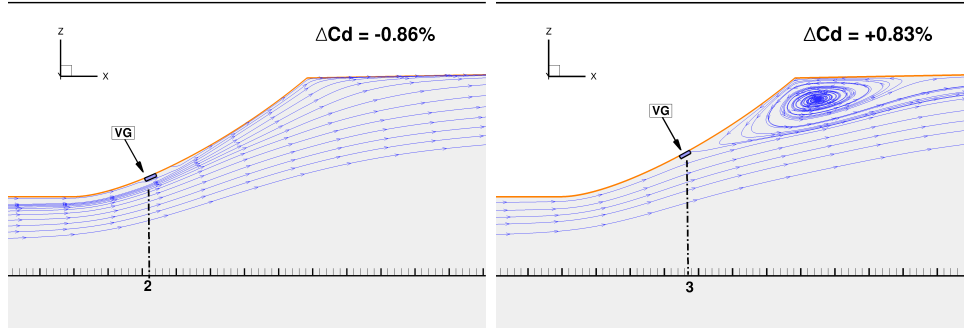 ΔCd = -0.86%
Z
X
VG
2
ΔCd = +0.83%
Z
X
VG
3